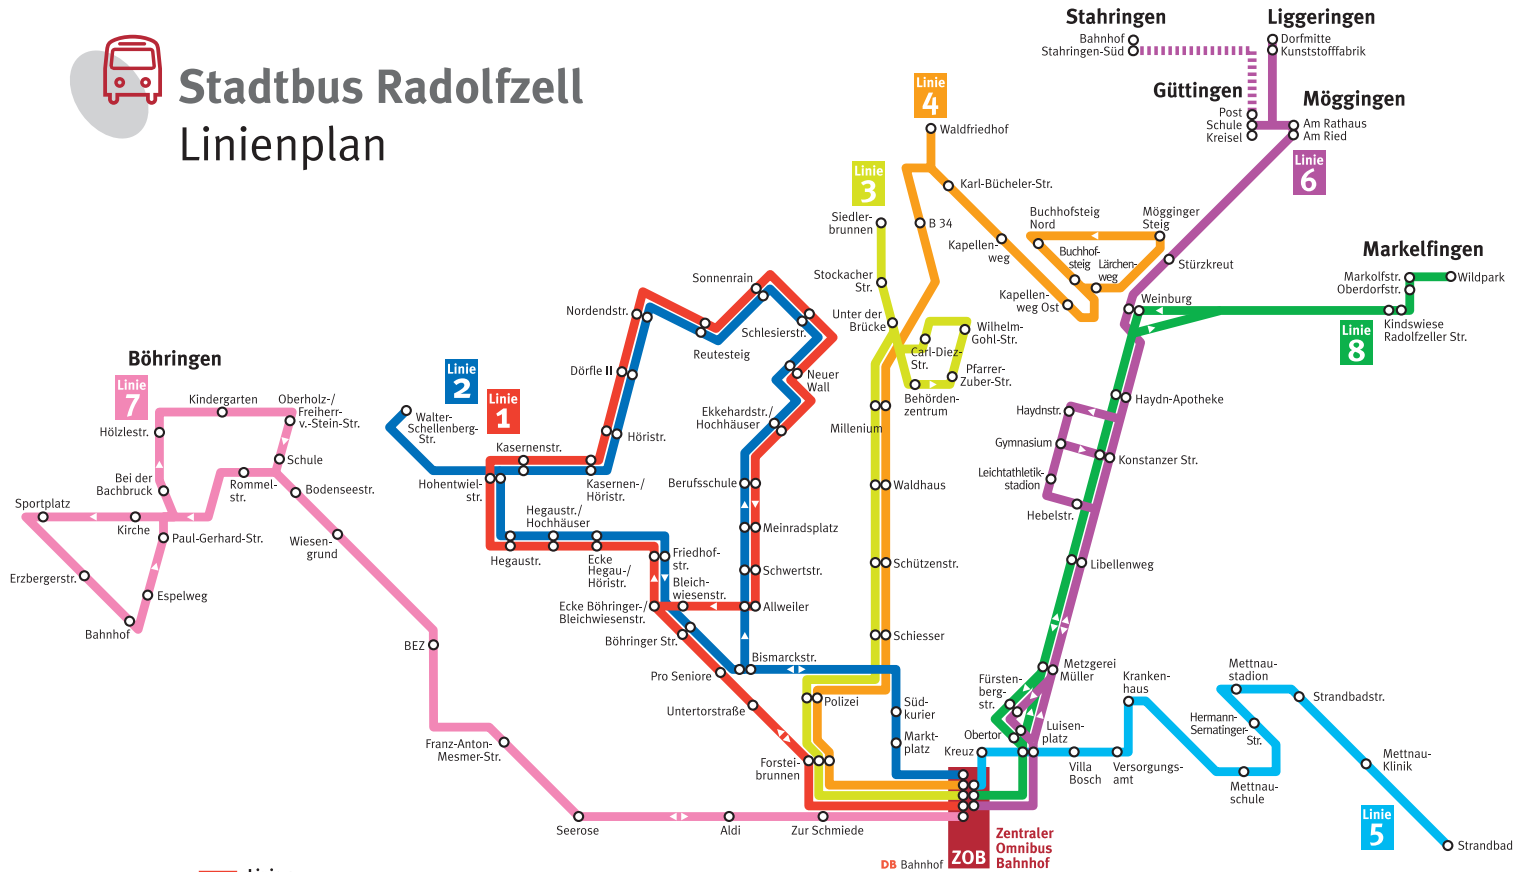 Stadtbus Radolfzell
Linienplan
Stahringen
Bahnhof
Stahringen-Süd
Liggeringen
Dorfmitte
Kunststofffabrik
Güttingen
Post
Schule
Kreisel
Möggingen
Am Rathaus
Am Ried
Linie
6
Linie
4
Waldfriedhof
Karl-Bücheler-Str.
B 34
Kapellen-
weg
Buchhofsteig
Nord
Mögginger
Steig
Buchhof-
steig
Lärchen-
weg
Kapellen-
weg Ost
Stürzkreut
Linie
3
Siedler-
brunnen
Stockacher
Str.
Unter der
Brücke
Wilhelm-
Gohl-Str.
Carl-Diez-
Str.
Pfarrer-
Zuber-Str.
Behörden-
zentrum
Millenium
Waldhaus
Schützenstr.
Schiesser
Polizei
Markelfingen
Markolfstr.
Oberdorfstr.
Wildpark
Kindswiese
Radolfzeller Str.
Linie
8
Weinburg
Haydn-Apotheke
Haydnstr.
Gymnasium
Konstanzer Str.
Leichtathletik-
stadion
Hebelstr.
Libellenweg
Metzgerei
Müller
Fürsten-
berg-
str.
Obertor
Luisen-
platz
Kreuz
Villa
Bosch
Versorgungs-
amt
Kranken-
haus
Mettnau-
stadion
Hermann-
Sernatinger-
Str.
Mettnau-
schule
Strandbadstr.
Mettnau-
Klinik
Linie
5
Strandbad
Sonnenrain
Nordendstr.
Schlesierstr.
Reutesteig
Dörfle II
Neuer
Wall
Ekkehardstr./
Hochhäuser
Höristr.
Linie
2
Linie
1
Walter-
Schellenberg-
Str.
Kasernenstr.
Hohentwiel-
str.
Kasernen-/
Höristr.
Berufsschule
Hegaustr./
Hochhäuser
Meinradsplatz
Hegaustr.
Ecke
Hegau-/
Höristr.
Friedhof-
str.
Bleich-
wiesenstr.
Schwertstr.
Allweiler
Ecke Böhringer-/
Bleichwiesenstr.
Böhringer Str.
Bismarckstr.
Pro Seniore
Untertorstraße
Süd-
kurier
Markt-
platz
Forstei-
brunnen
Böhringen
Linie
7
Kindergarten
Oberholz-/
Freiherr-
v.-Stein-Str.
Hölzlestr.
Schule
Bei der
Bachbruck
Rommel-
str.
Bodenseestr.
Sportplatz
Kirche
Paul-Gerhard-Str.
Wiesen-
grund
Erzbergerstr.
Espelweg
Bahnhof
BEZ
Franz-Anton-
Mesmer-Str.
Seerose
Aldi
Zur Schmiede
DB Bahnhof
ZOB
Zentraler
Omnibus
Bahnhof